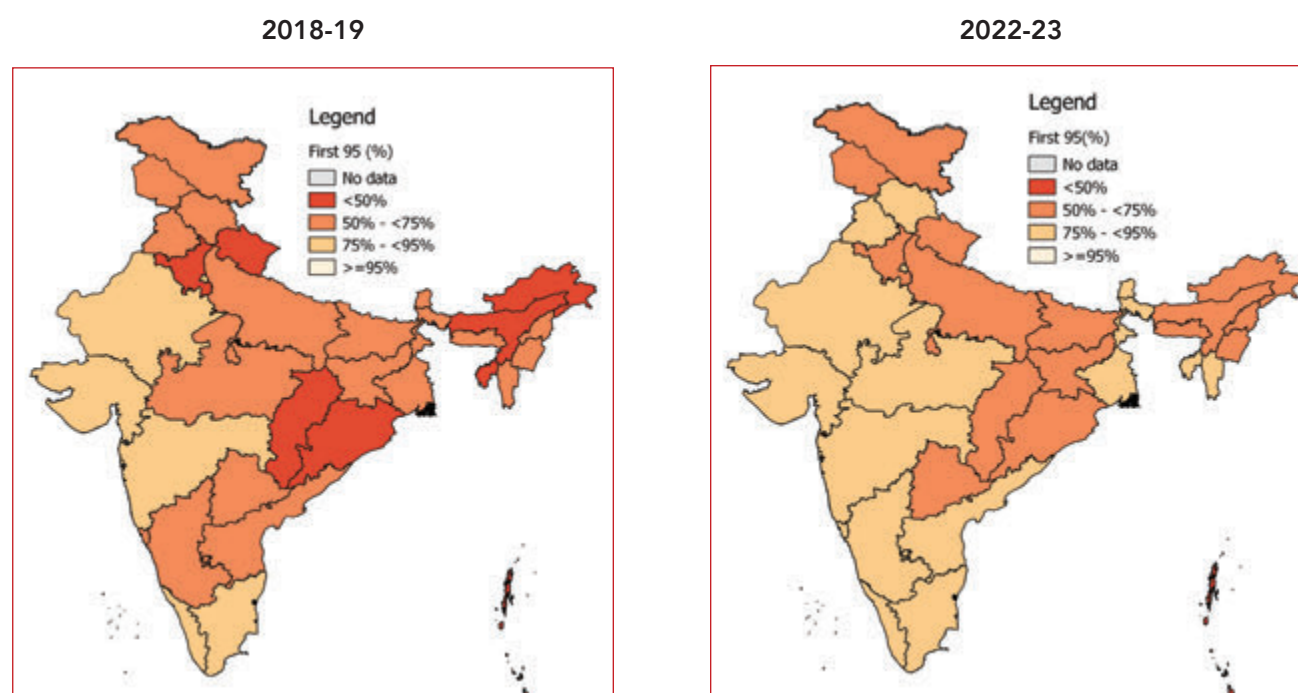 2018-19
Legend
First 95 (%)
No data
<50%
50% - <75%
75% - <95%
>=95%
2022-23
Legend
First 95(%)
No data
<50%
50% - <75%
75% - <95%
>=95%